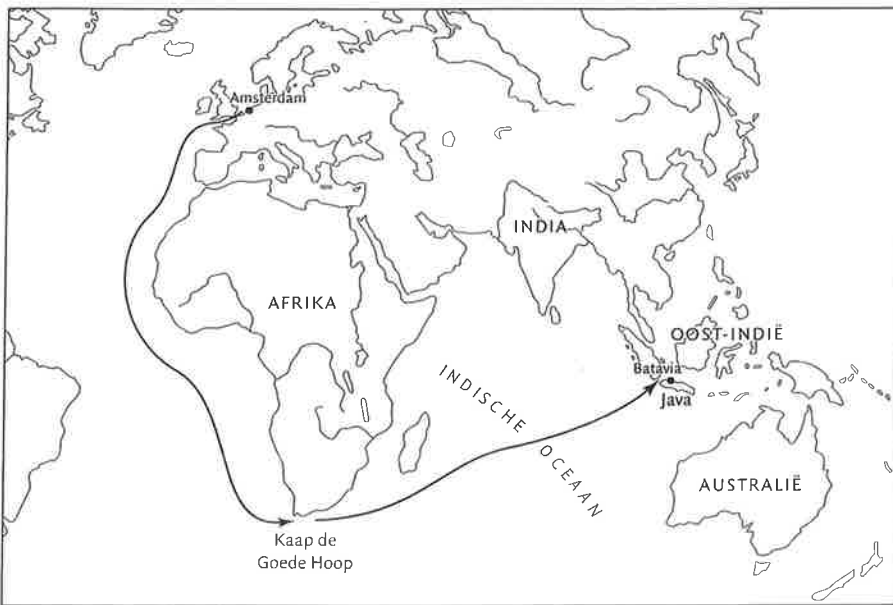 Amsterdam
INDIA
AFRIKA
OOST-INDIË
Batavia
Java
INDISCHE OCEAAN
AUSTRALIË
Kaap de
Goede Hoop